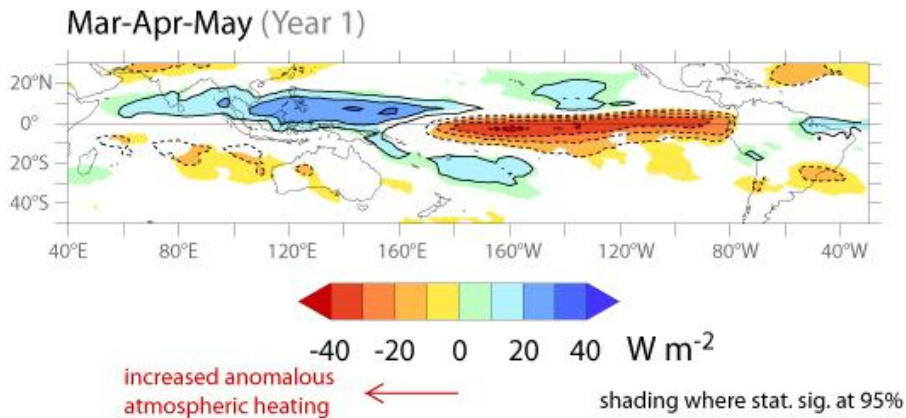 Mar-Apr-May (Year 1)
20°N
0°
20°S
40°S
40°E 80°E 120°E 160°E 160°W 120°W 80°W 40°W
-40 -20 0 20 40 W m-2
increased anomalous
atmospheric heating
shading where stat. sig. at 95%